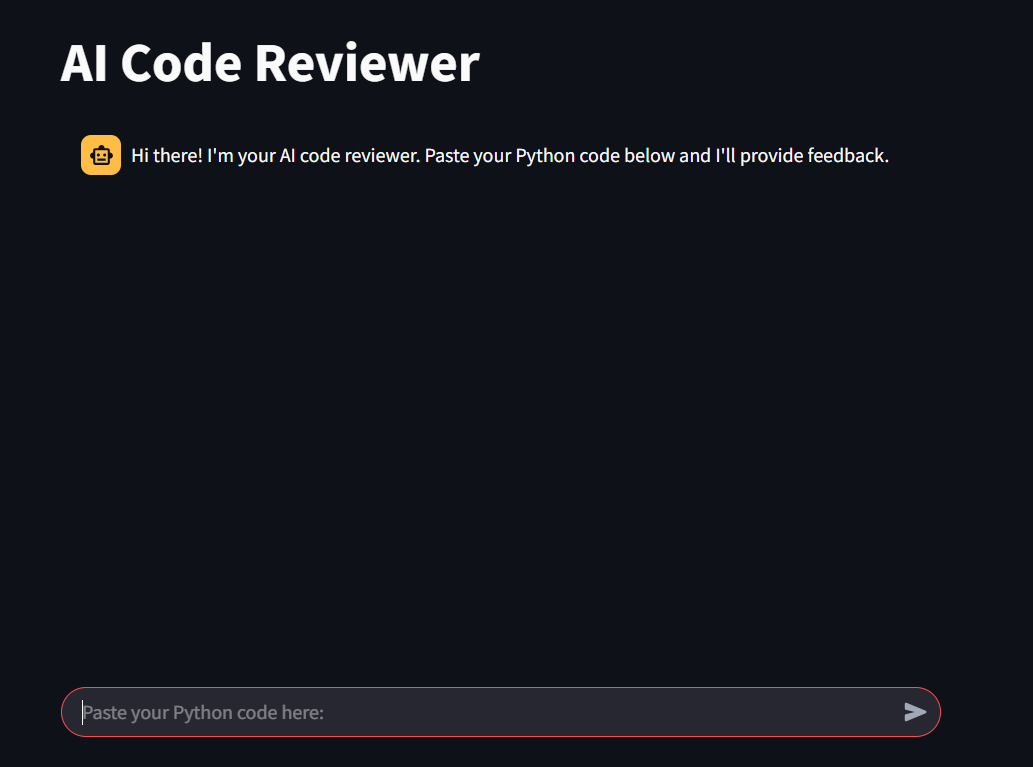 AI Code Reviewer
Hi there! I'm your AI code reviewer. Paste your Python code below and I'll provide feedback.
Paste your Python code here: